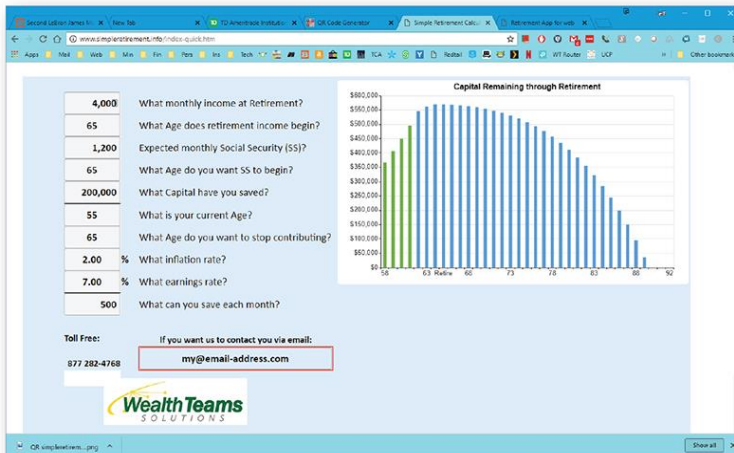 Second LeBron James M
New Tab
TD Ameritrade Institutio
QR Code Generator
Simple Retirement Calcu
Retirement App for web
www.simpleretirement.info/index-quick.htm
Apps Mail Web Min Fin Pers Ins Tech TCA Redtail WT Router UCP Other bookmarks
4,000 What monthly income at Retirement?
65 What Age does retirement income begin?
1,200 Expected monthly Social Security (SS)?
65 What Age do you want SS to begin?
200,000 What Capital have you saved?
55 What is your current Age?
65 What Age do you want to stop contributing?
2.00 % What inflation rate?
7.00 % What earnings rate?
500 What can you save each month?
Toll Free:
877 282-4768
If you want us to contact you via email:
my@email-address.com
WealthTeams
SOLUTIONS
Capital Remaining through Retirement
$600,000
$550,000
$500,000
$450,000
$400,000
$350,000
$300,000
$250,000
$200,000
$150,000
$100,000
$50,000
$0
58 63 Retire 68 73 78 83 88 92
QR simpleretirem....png
Show all